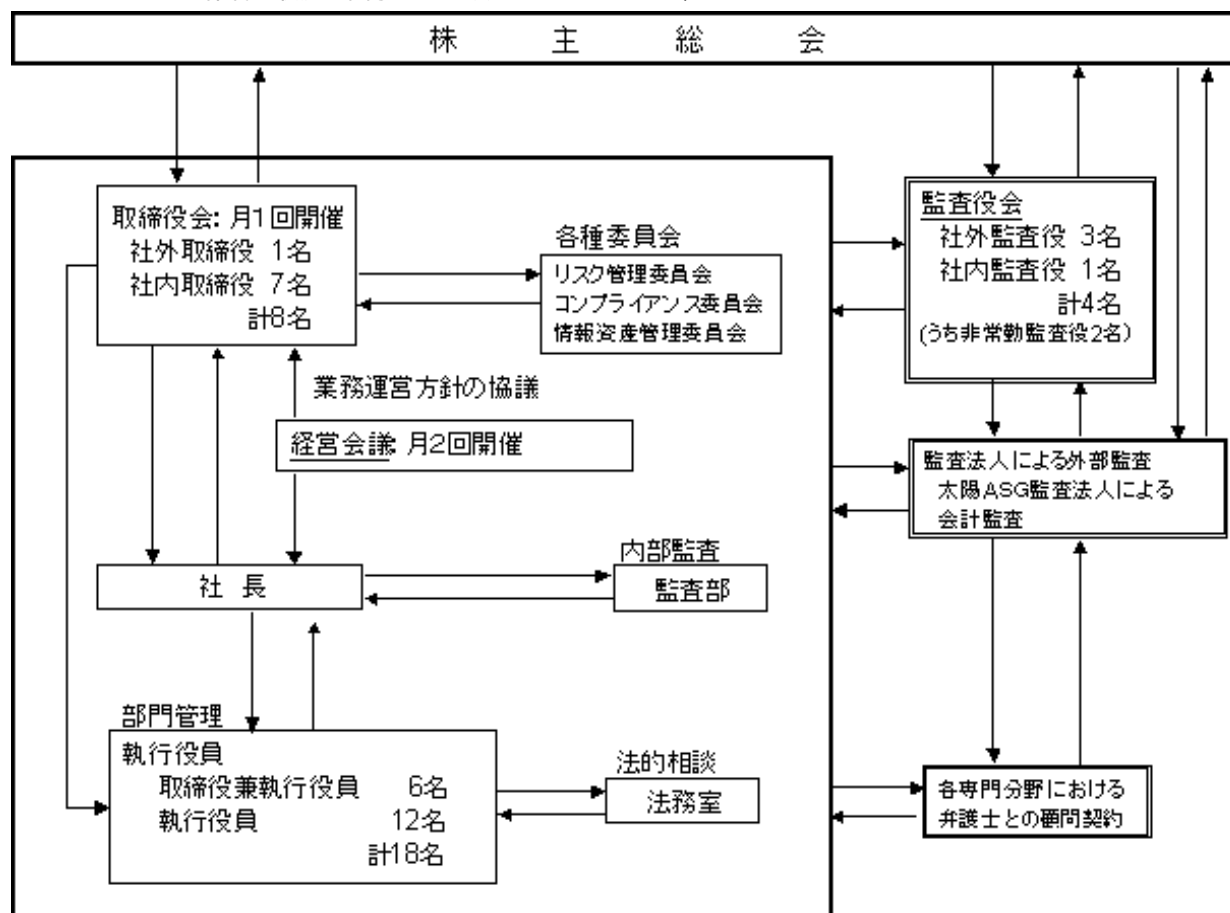 株主総会
取締役会: 月1回開催
社外取締役 1名
社内取締役 7名
計8名
各種委員会
リスク管理委員会
コンプライアンス委員会
情報資産管理委員会
監査役会
社外監査役 3名
社内監査役 1名
計4名
(うち非常勤監査役2名)
業務運営方針の協議
経営会議: 月2回開催
監査法人による外部監査
太陽ASG監査法人による
会計監査
社長
内部監査
監査部
部門管理
執行役員
取締役兼執行役員 6名
執行役員 12名
計18名
法的相談
法務室
各専門分野における
弁護士との顧問契約